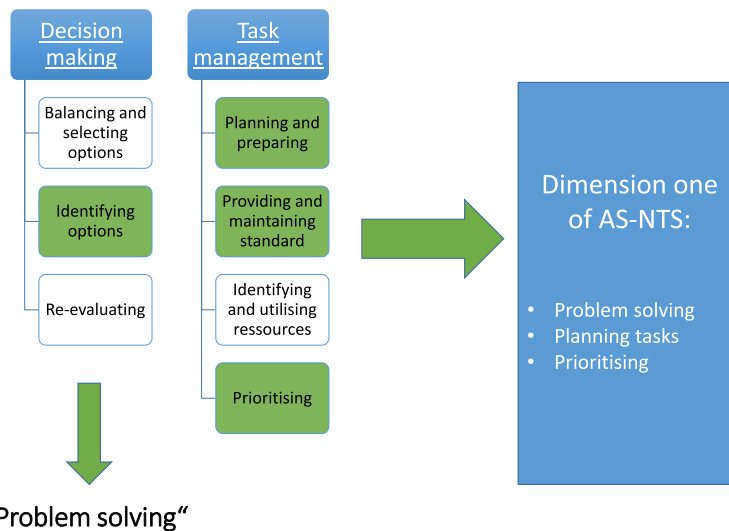 Decision
making
Balancing and
selecting
options
Identifying
options
Re-evaluating
Task
management
Planning and
preparing
Providing and
maintaining
standard
Identifying
and utilising
ressources
Prioritising
Dimension one
of AS-NTS:
• Problem solving
• Planning tasks
• Prioritising
Problem solving“